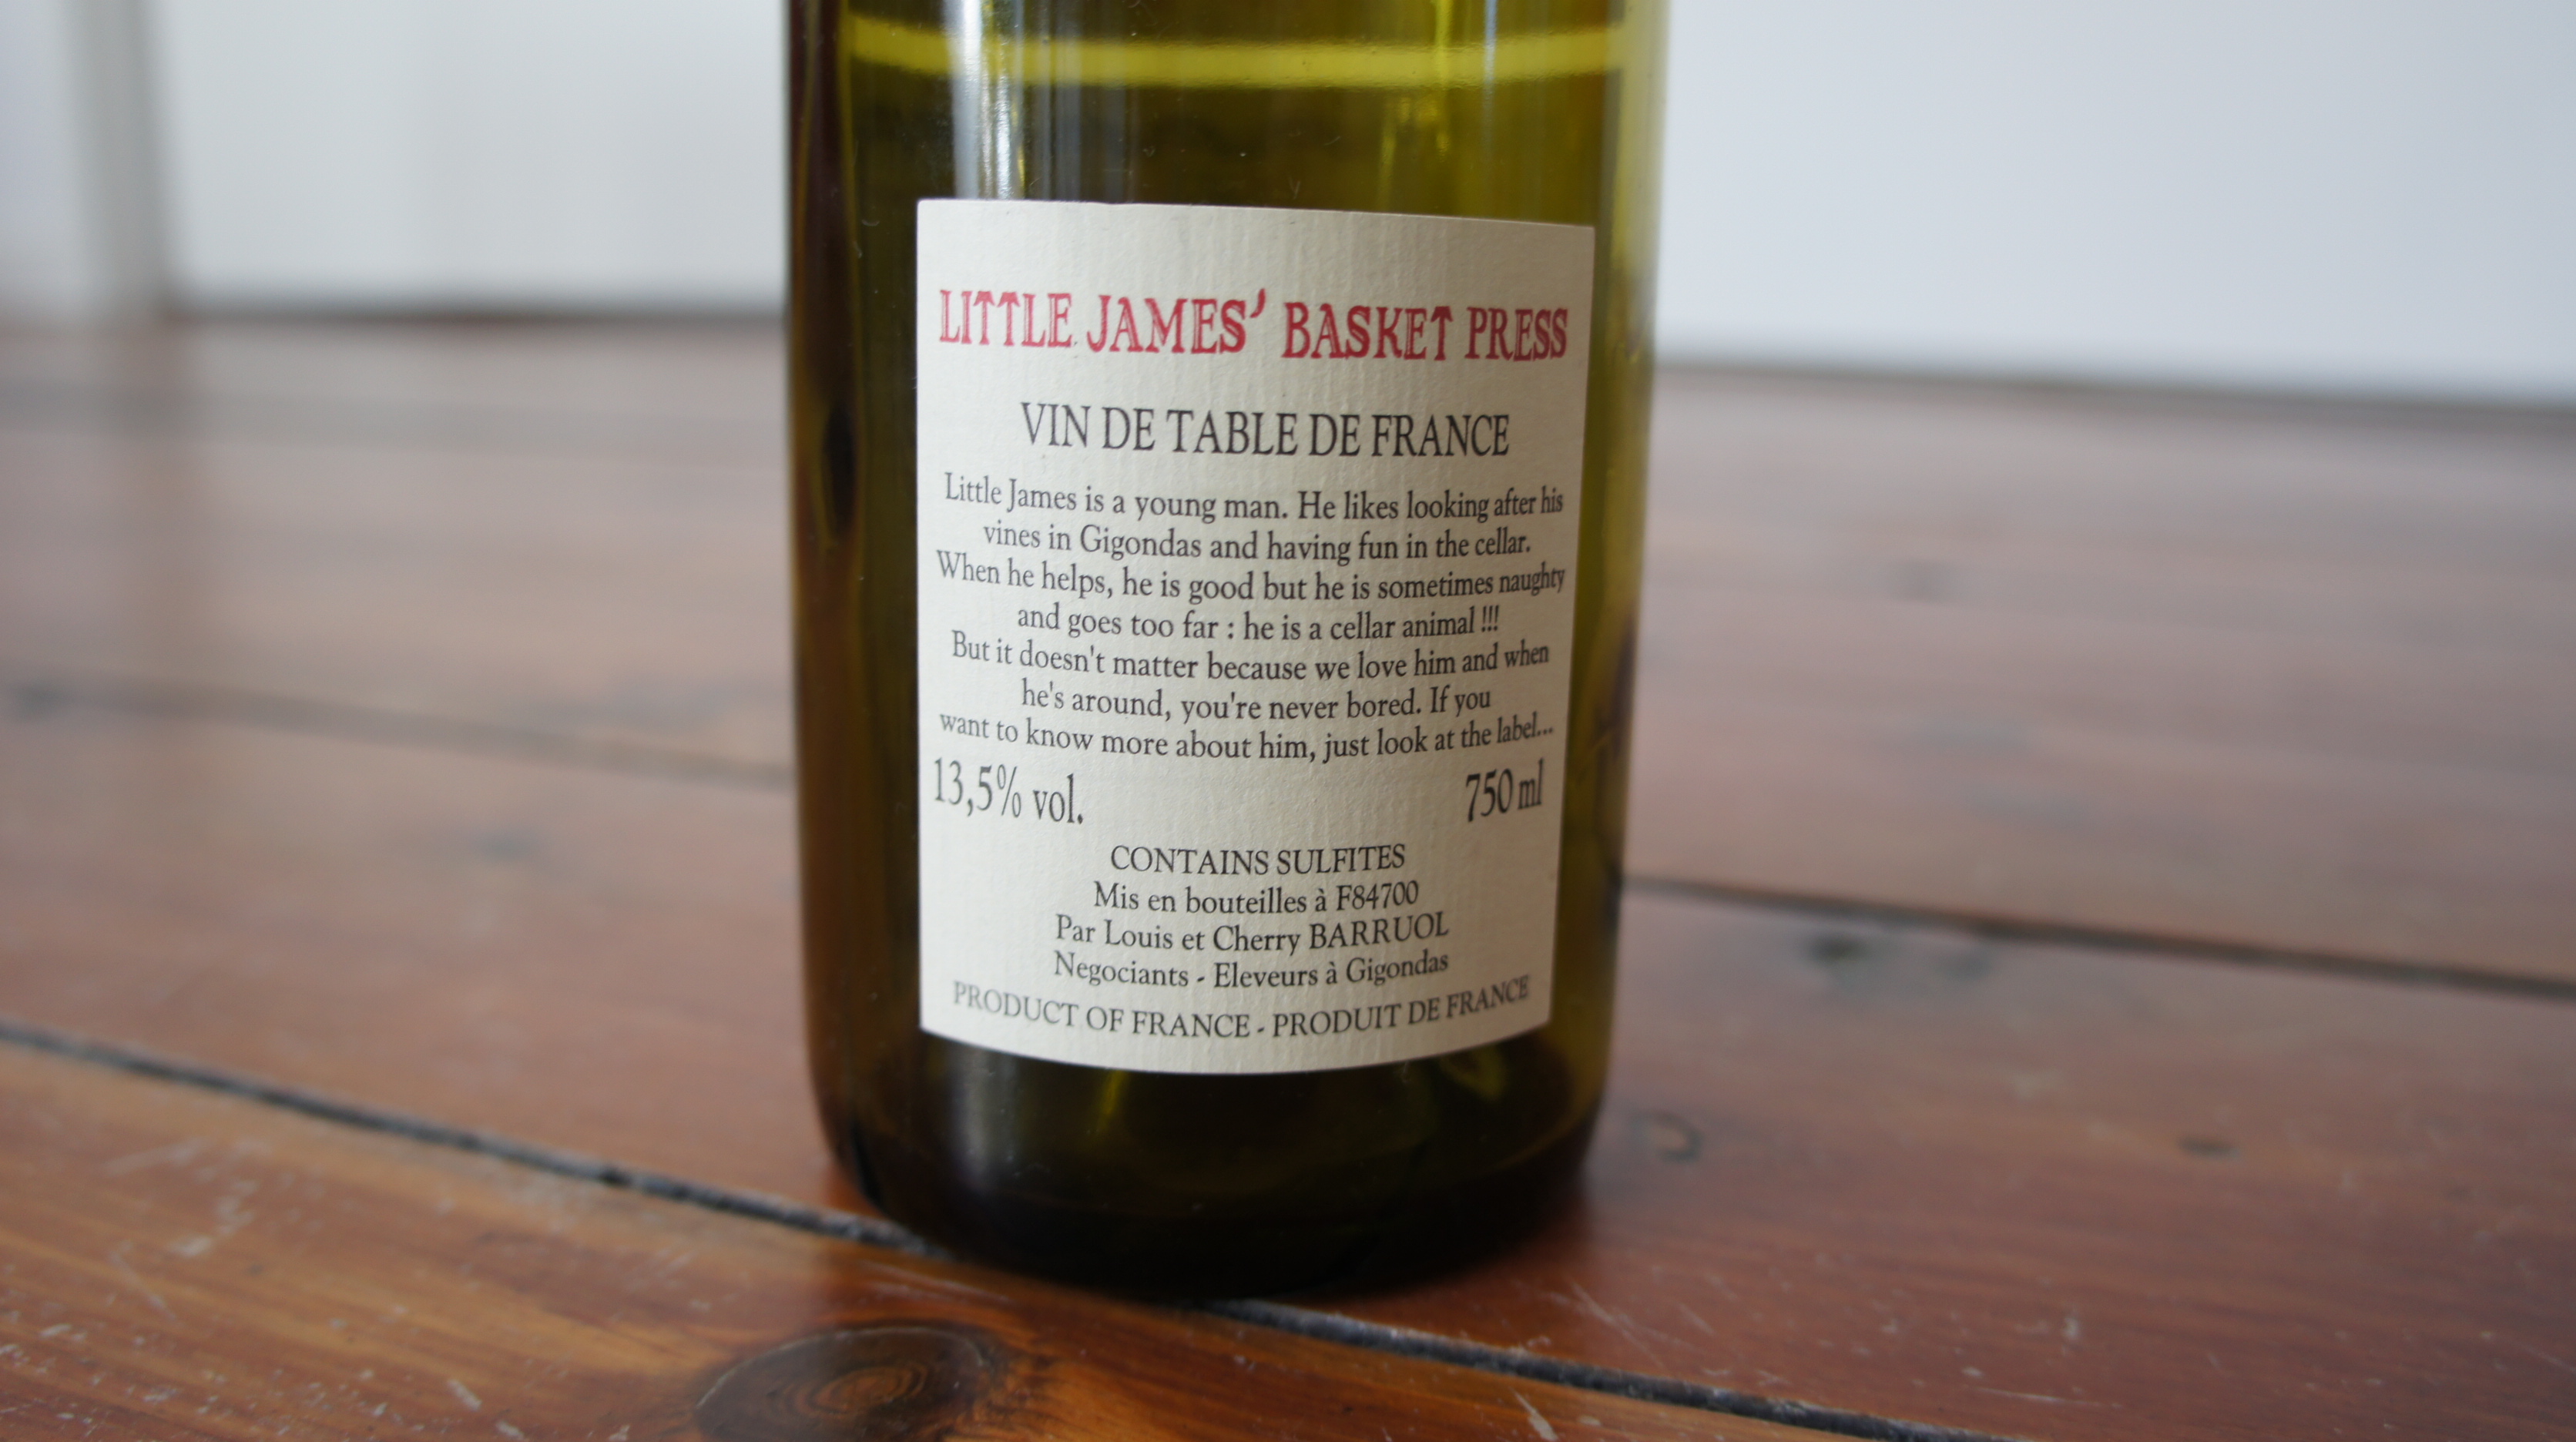 LITTLE JAMES' BASKET PRESS
VIN DE TABLE DE FRANCE
Little James is a young man. He likes looking after his
vines in Gigondas and having fun in the cellar.
When he helps, he is good but he is sometimes naughty
and goes too far : he is a cellar animal !!!
But it doesn't matter because we love him and when
he's around, you're never bored. If you
want to know more about him, just look at the label...
13,5% vol. 750 ml
CONTAINS SULFITES
Mis en bouteilles à F84700
Par Louis et Cherry BARRUOL
Negociants - Eleveurs à Gigondas
PRODUCT OF FRANCE - PRODUIT DE FRANCE